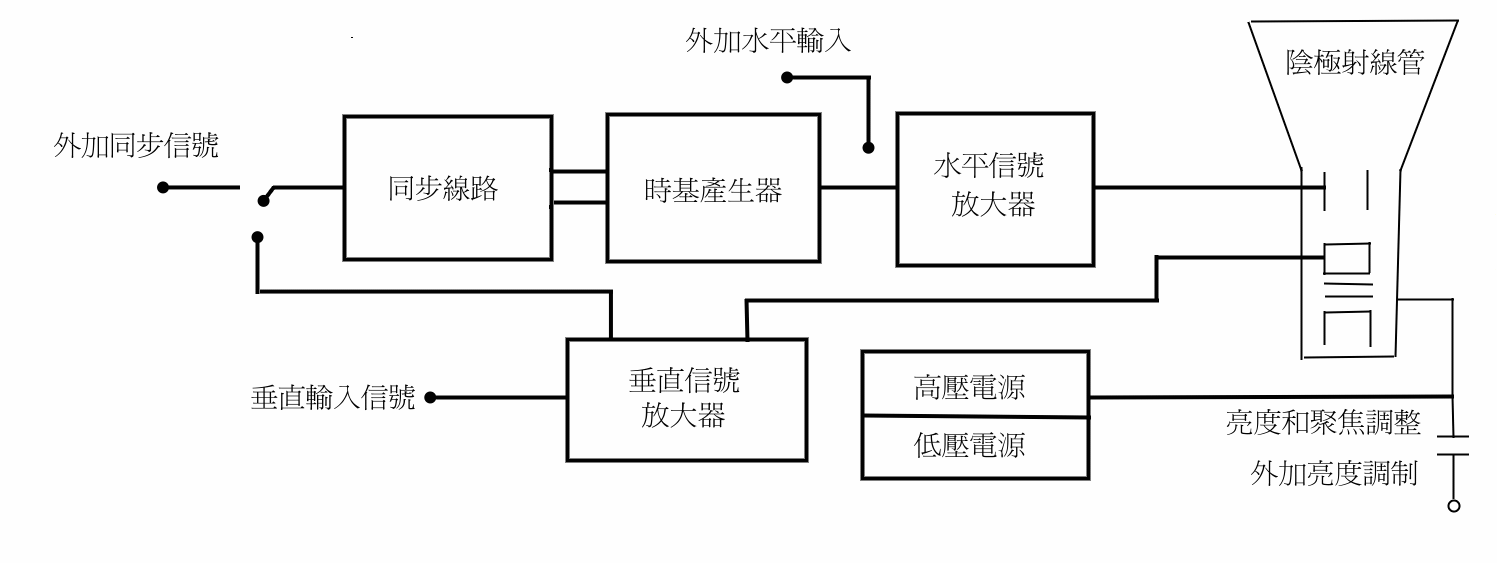 外加水平輸入
陰極射線管
外加同步信號
同步線路
時基產生器
水平信號
放大器
垂直輸入信號
垂直信號
放大器
高壓電源
低壓電源
亮度和聚焦調整
外加亮度調制